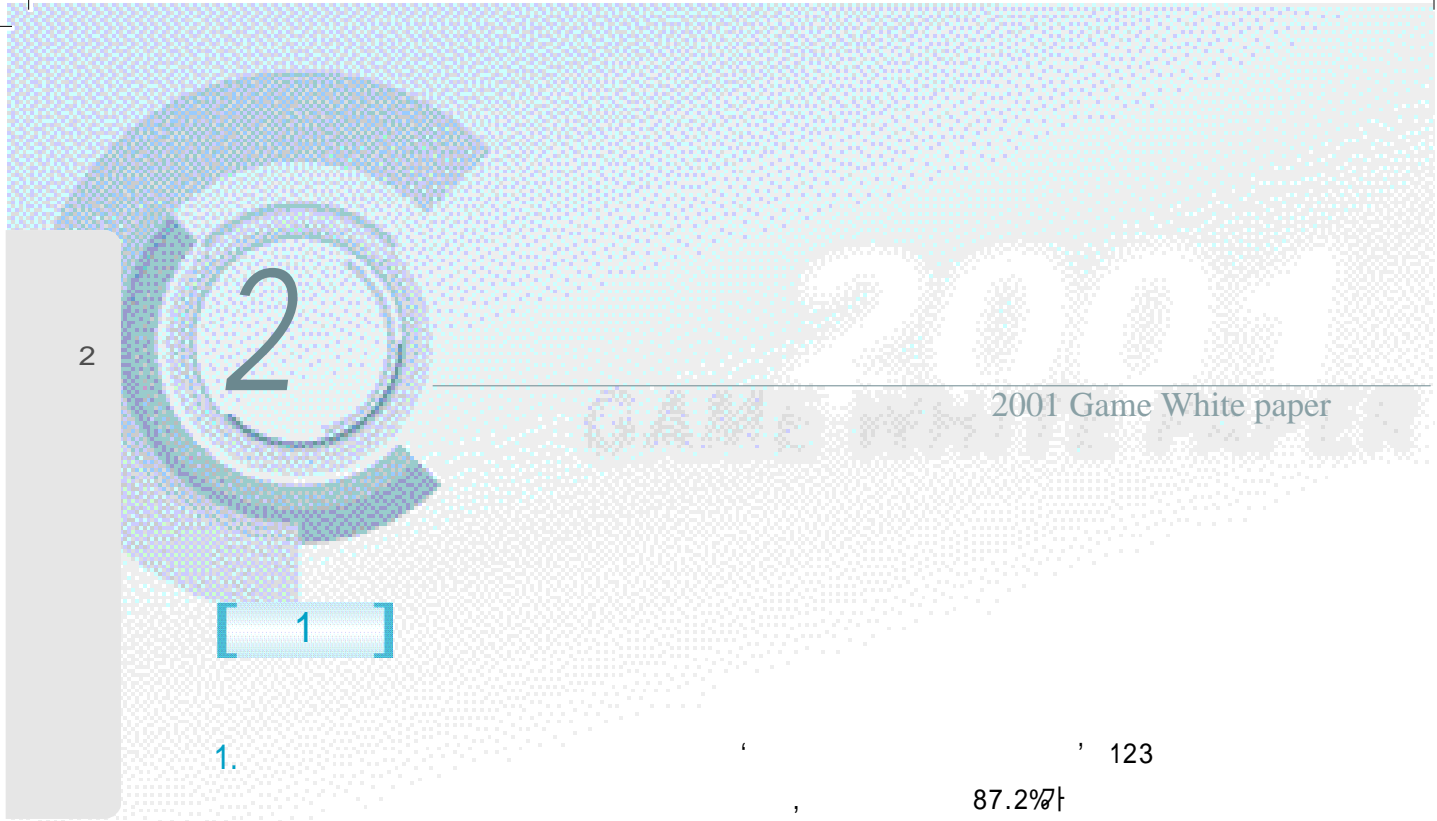 2001
2
2
GAME WHITE PAPER
2001 Game White paper
[ 1 ]
1.
‘ ’ 123
, 87.2%가